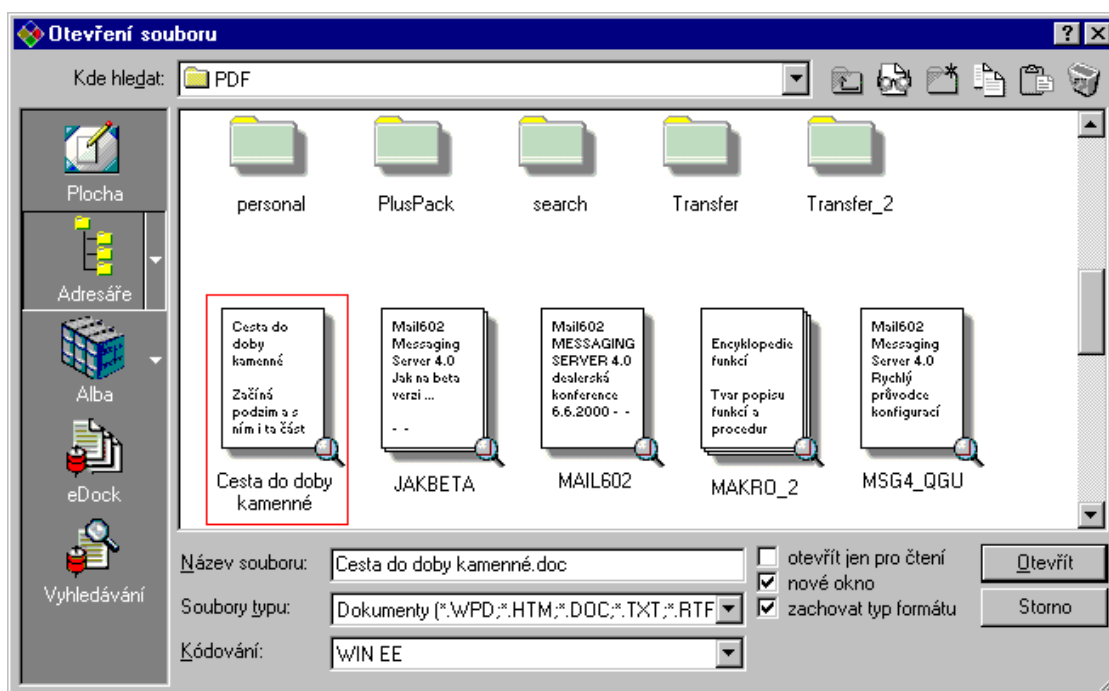 Otevření souboru
Kde hledat:
PDF
Plocha
Adresáře
Alba
eDock
Vyhledávání
personal
PlusPack
search
Transfer
Transfer_2
Cesta do
doby
kamenné
Začíná
podzim a s
ním i ta část
Cesta do doby
kamenné
Mail602
Messaging
Server 4.0
Jak na beta
verzi ...
- -
JAKBETA
Mail602
MESSAGING
SERVER 4.0
dealerská
konference
6.6.2000 - -
MAIL602
Encyklopedie
funkcí
Tvar popisu
funkcí a
procedur
MAKRO_2
Mail602
Messaging
Server 4.0
Rychlý
průvodce
konfigurací
MSG4_QGU
Název souboru:
Cesta do doby kamenné.doc
Soubory typu:
Dokumenty (*.WPD;*.HTM;*.DOC;*.TXT;*.RTF
Kódování:
WIN EE
otevřít jen pro čtení
nové okno
zachovat typ formátu
Otevřít
Storno